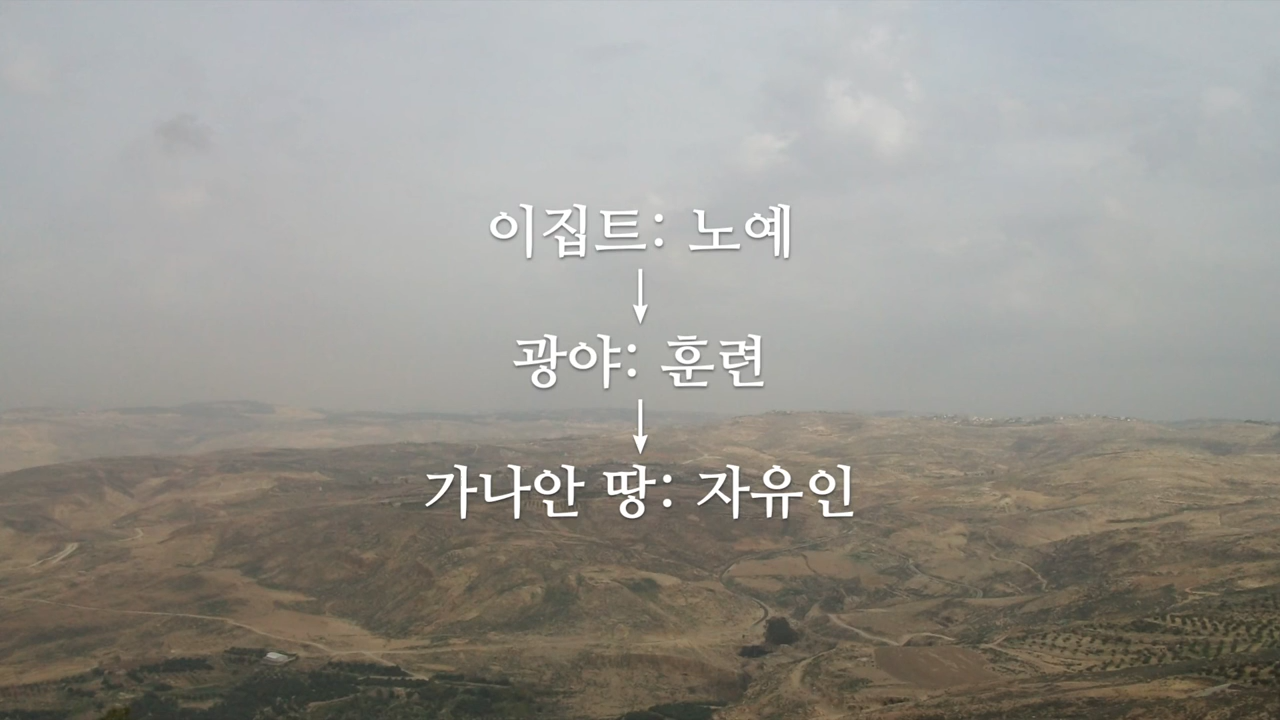 이집트: 노예
↓
광야: 훈련
↓
가나안 땅: 자유인